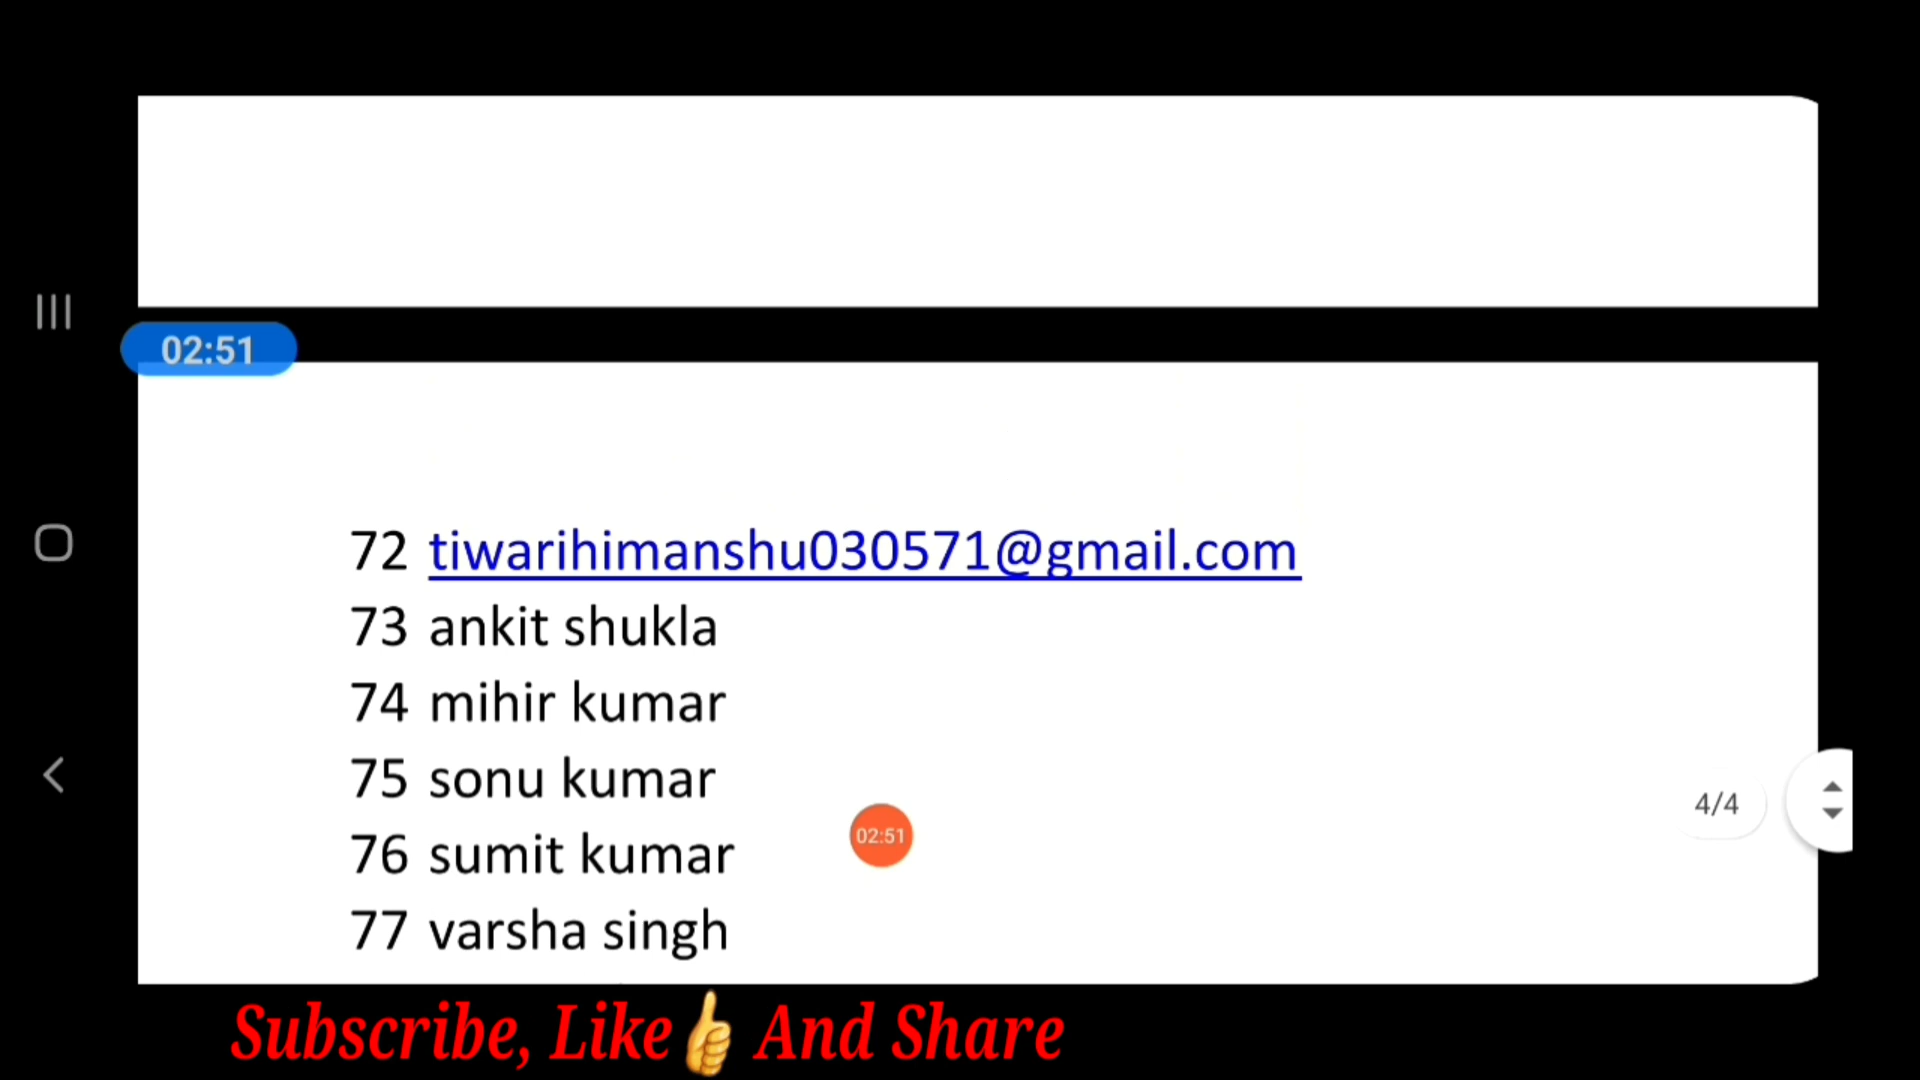 02:51
72 tiwarihimanshu030571@gmail.com
73 ankit shukla
74 mihir kumar
75 sonu kumar
4/4
02:51
76 sumit kumar
77 varsha singh
Subscribe, Like👍 And Share